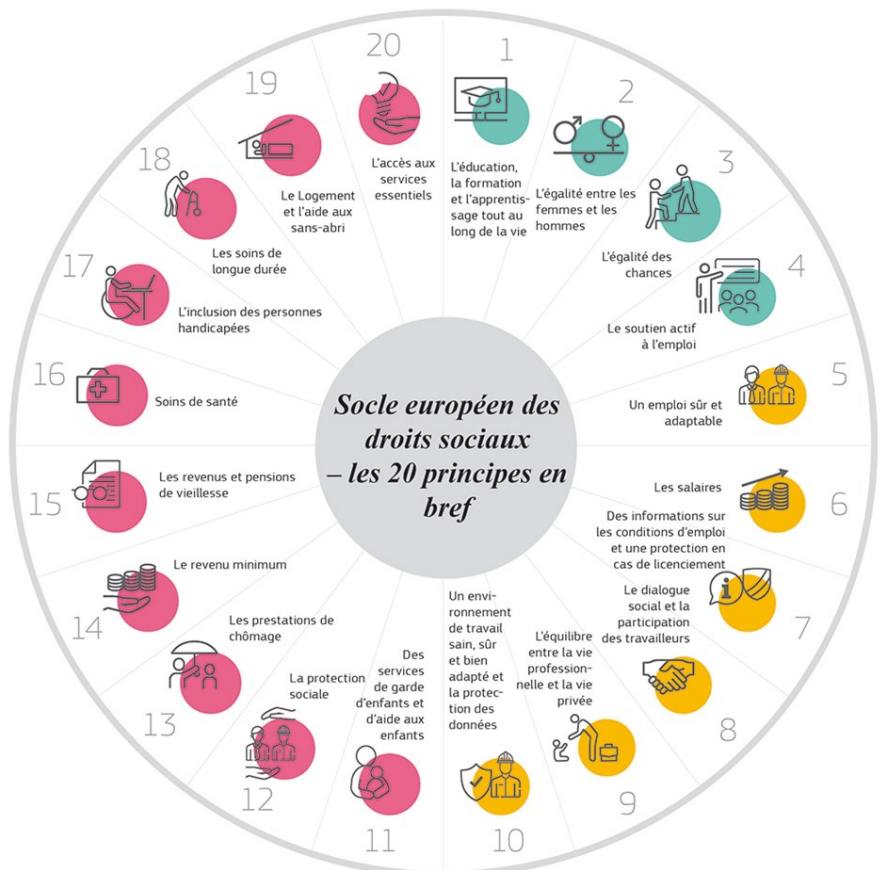 Socle européen des
droits sociaux
– les 20 principes en
bref
1
L'éducation,
la formation
et l'apprentis-
sage tout au
long de la vie
2
L'égalité entre les
femmes et les
hommes
3
L'égalité des
chances
4
Le soutien actif
à l'emploi
5
Un emploi sûr et
adaptable
6
Les salaires
7
Des informations sur
les conditions d'emploi
et une protection en
cas de licenciement
8
Le dialogue
social et la
participation
des travailleurs
9
L'équilibre
entre la vie
profession-
nelle et la vie
privée
10
Un envi-
ronnement
de travail
sain, sûr
et bien
adapté et
la protec-
tion des
données
11
Des
services
de garde
d'enfants et
d'aide aux
enfants
12
La protection
sociale
13
Les prestations de
chômage
14
Le revenu minimum
15
Les revenus et pensions
de vieillesse
16
Soins de santé
17
L'inclusion des personnes
handicapées
18
Les soins de
longue durée
19
Le Logement
et l'aide aux
sans-abri
20
L'accès aux
services
essentiels